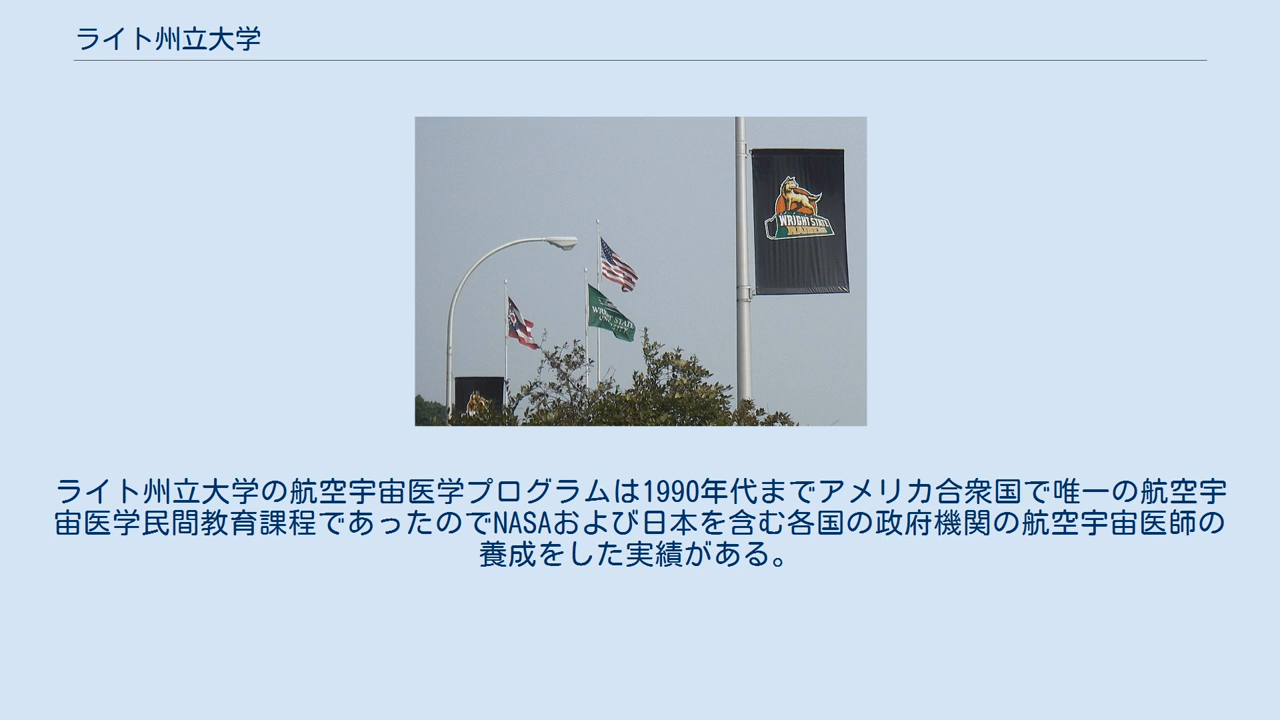 ライト州立大学
WRIGHT STATE
RAIDERS
WRIGHT STATE
ライト州立大学の航空宇宙医学プログラムは1990年代までアメリカ合衆国で唯一の航空宇
宙医学民間教育課程であったのでNASAおよび日本を含む各国の政府機関の航空宇宙医師の
養成をした実績がある。